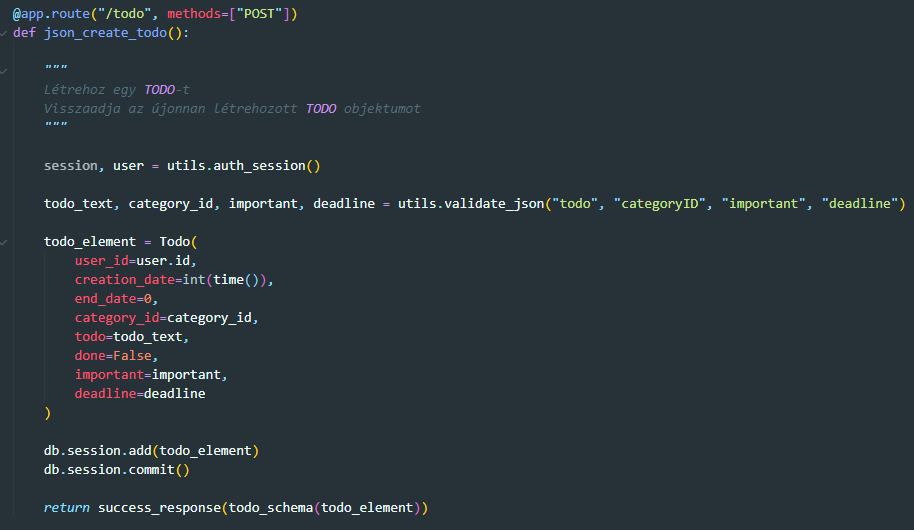 @app.route("/todo", methods=["POST"])
def json_create_todo():
"""
Létrehoz egy TODO-t
Visszaadja az újonnan létrehozott TODO objektumot
"""
session, user = utils.auth_session()
todo_text, category_id, important, deadline = utils.validate_json("todo", "categoryID", "important", "deadline")
todo_element = Todo(
user_id=user.id,
creation_date=int(time()),
end_date=0,
category_id=category_id,
todo=todo_text,
done=False,
important=important,
deadline=deadline
)
db.session.add(todo_element)
db.session.commit()
return success_response(todo_schema(todo_element))